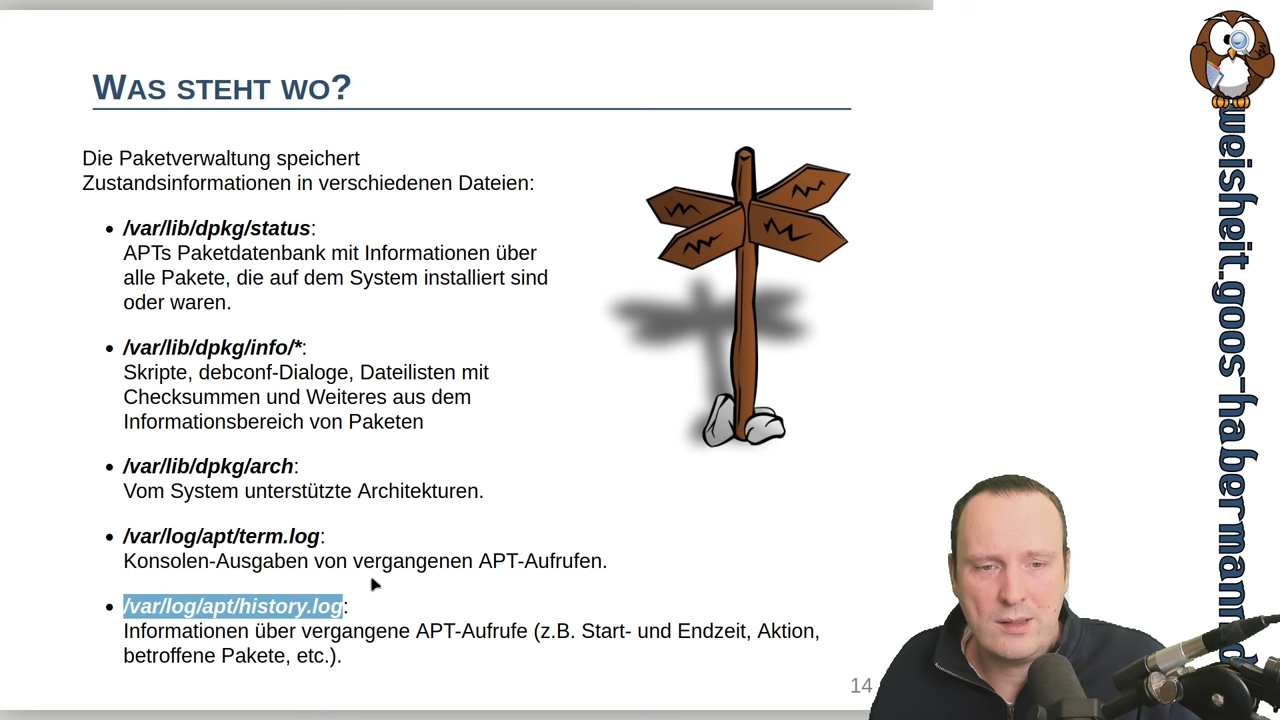 WAS STEHT WO?
Die Paketverwaltung speichert
Zustandsinformationen in verschiedenen Dateien:
• /var/lib/dpkg/status:
APTs Paketdatenbank mit Informationen über
alle Pakete, die auf dem System installiert sind
oder waren.
• /var/lib/dpkg/info/*:
Skripte, debconf-Dialoge, Dateilisten mit
Checksummen und Weiteres aus dem
Informationsbereich von Paketen
• /var/lib/dpkg/arch:
Vom System unterstützte Architekturen.
• /var/log/apt/term.log:
Konsolen-Ausgaben von vergangenen APT-Aufrufen.
• /var/log/apt/history.log:
Informationen über vergangene APT-Aufrufe (z.B. Start- und Endzeit, Aktion,
betroffene Pakete, etc.).
14